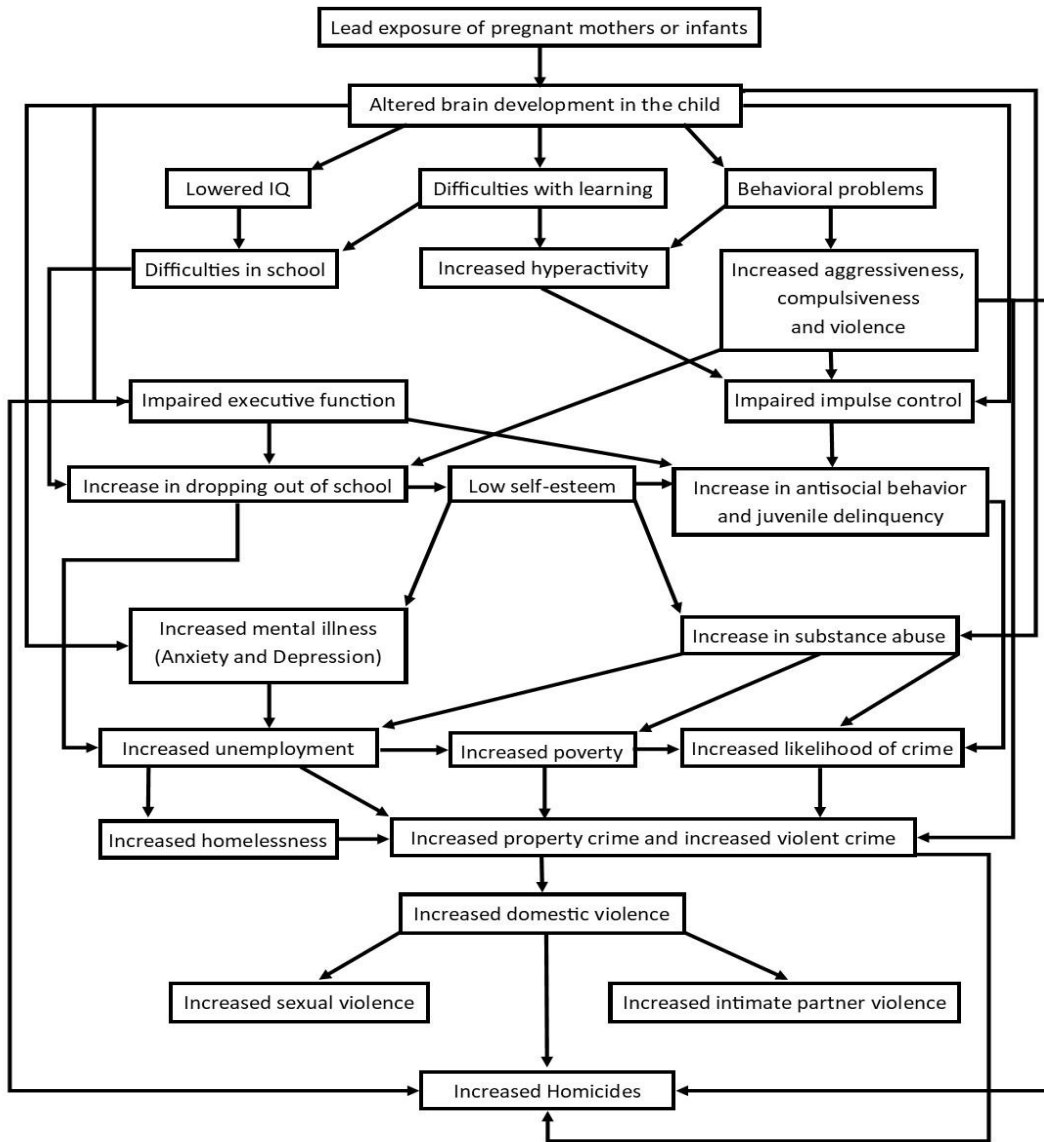 Lead exposure of pregnant mothers or infants
Altered brain development in the child
Lowered IQ
Difficulties with learning
Behavioral problems
Difficulties in school
Increased hyperactivity
Increased aggressiveness,
compulsiveness
and violence
Impaired executive function
Impaired impulse control
Increase in dropping out of school
Low self-esteem
Increase in antisocial behavior
and juvenile delinquency
Increased mental illness
(Anxiety and Depression)
Increase in substance abuse
Increased unemployment
Increased poverty
Increased likelihood of crime
Increased homelessness
Increased property crime and increased violent crime
Increased domestic violence
Increased sexual violence
Increased intimate partner violence
Increased Homicides